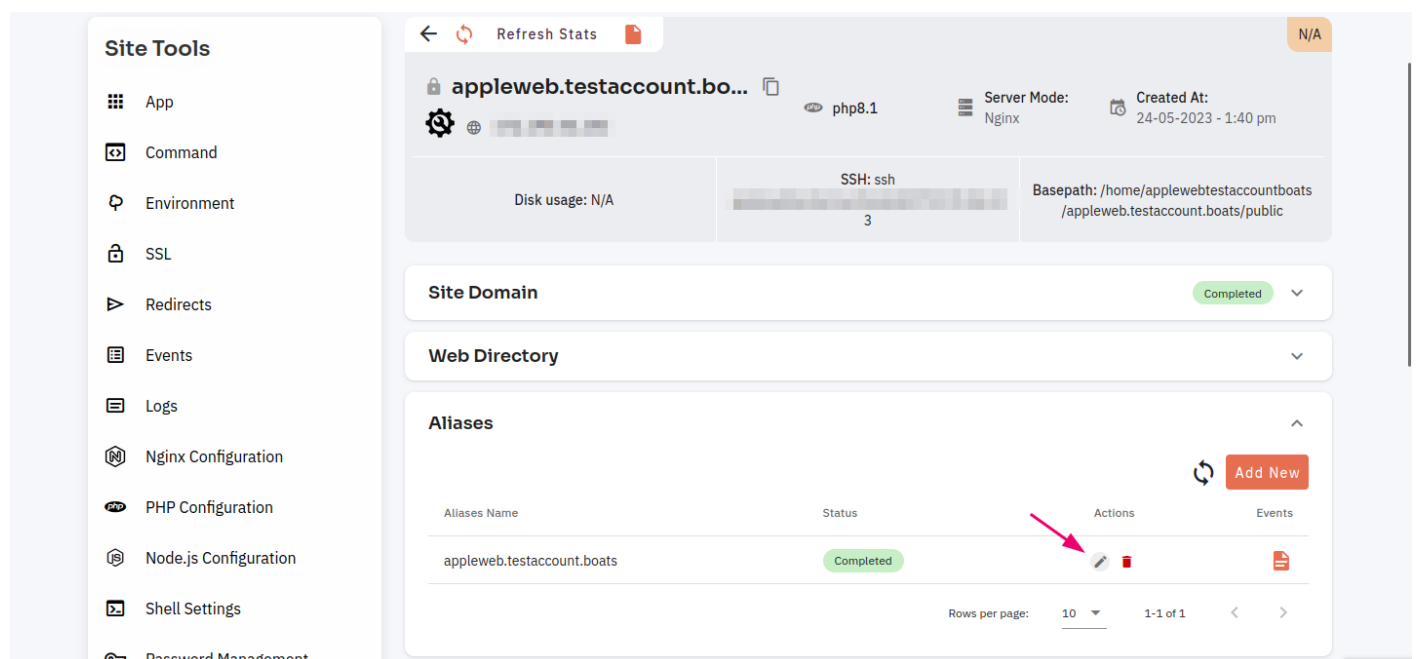 Site Tools
App
Command
Environment
SSL
Redirects
Events
Logs
Nginx Configuration
PHP Configuration
Node.js Configuration
Shell Settings
Password Management
Refresh Stats
N/A
appleweb.testaccount.bo...
php8.1
Server Mode:
Nginx
Created At:
24-05-2023 - 1:40 pm
Disk usage: N/A
SSH: ssh
3
Basepath: /home/applewebtestaccountboats
/appleweb.testaccount.boats/public
Site Domain
Completed
Web Directory
Aliases
Add New
Aliases Name Status Actions Events
appleweb.testaccount.boats Completed
Rows per page: 10 1-1 of 1